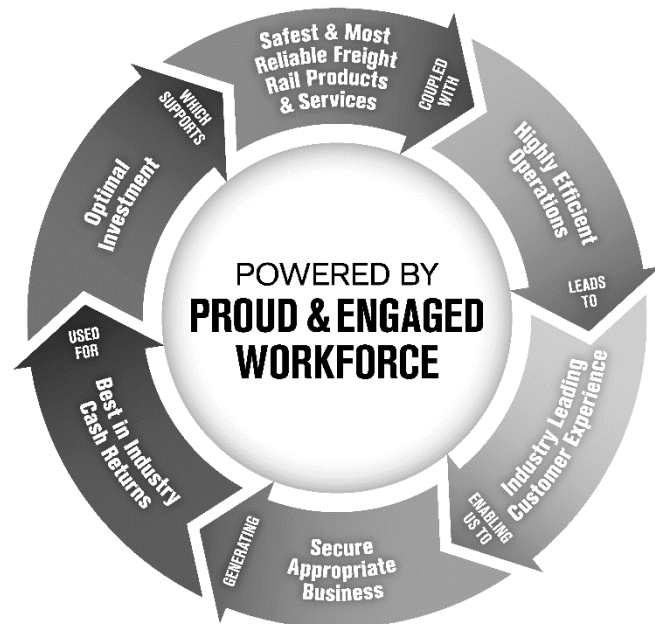 Safest & Most
Reliable Freight
Rail Products
& Services
COUPLED
WITH
Highly Efficient
Operations
LEADS
TO
Industry Leading
Customer Experience
ENABLING
US TO
Secure
Appropriate
Business
GENERATING
Best in Industry
Cash Returns
USED
FOR
Optimal
Investment
WHICH
SUPPORTS
POWERED BY
PROUD & ENGAGED
WORKFORCE